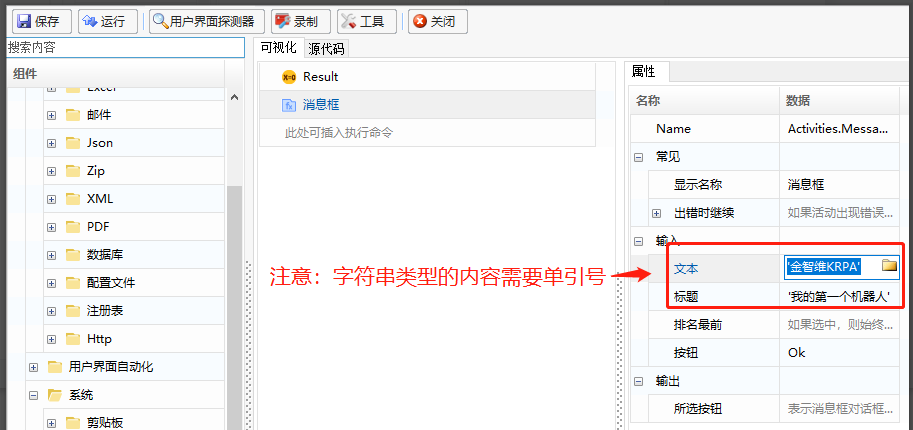 保存 运行 用户界面探测器 录制 工具 关闭
搜索内容
可视化 源代码
组件
Excel
邮件
Json
Zip
XML
PDF
数据库
配置文件
注册表
Http
用户界面自动化
系统
剪贴板
X=0 Result
fx 消息框
此处可插入执行命令
注意：字符串类型的内容需要单引号
属性
名称 数据
Name Activities.Messa...
常见
显示名称 消息框
出错时继续 如果活动出现错误...
输入
文本 '金智维KRPA'
标题 '我的第一个机器人'
排名最前 如果选中，则始终...
按钮 Ok
输出
所选按钮 表示消息框对话框...